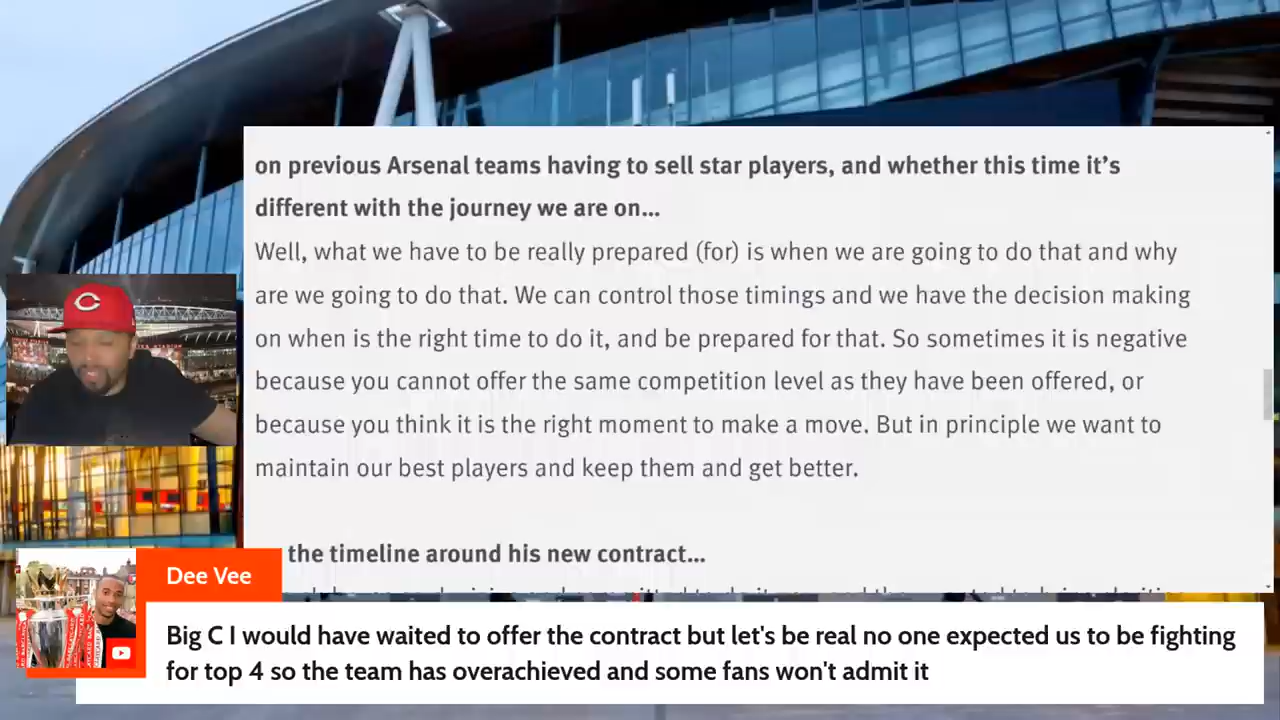 on previous Arsenal teams having to sell star players, and whether this time it's
different with the journey we are on…
Well, what we have to be really prepared (for) is when we are going to do that and why
are we going to do that. We can control those timings and we have the decision making
on when is the right time to do it, and be prepared for that. So sometimes it is negative
because you cannot offer the same competition level as they have been offered, or
because you think it is the right moment to make a move. But in principle we want to
maintain our best players and keep them and get better.
the timeline around his new contract…
Dee Vee
Big C I would have waited to offer the contract but let's be real no one expected us to be fighting
for top 4 so the team has overachieved and some fans won't admit it